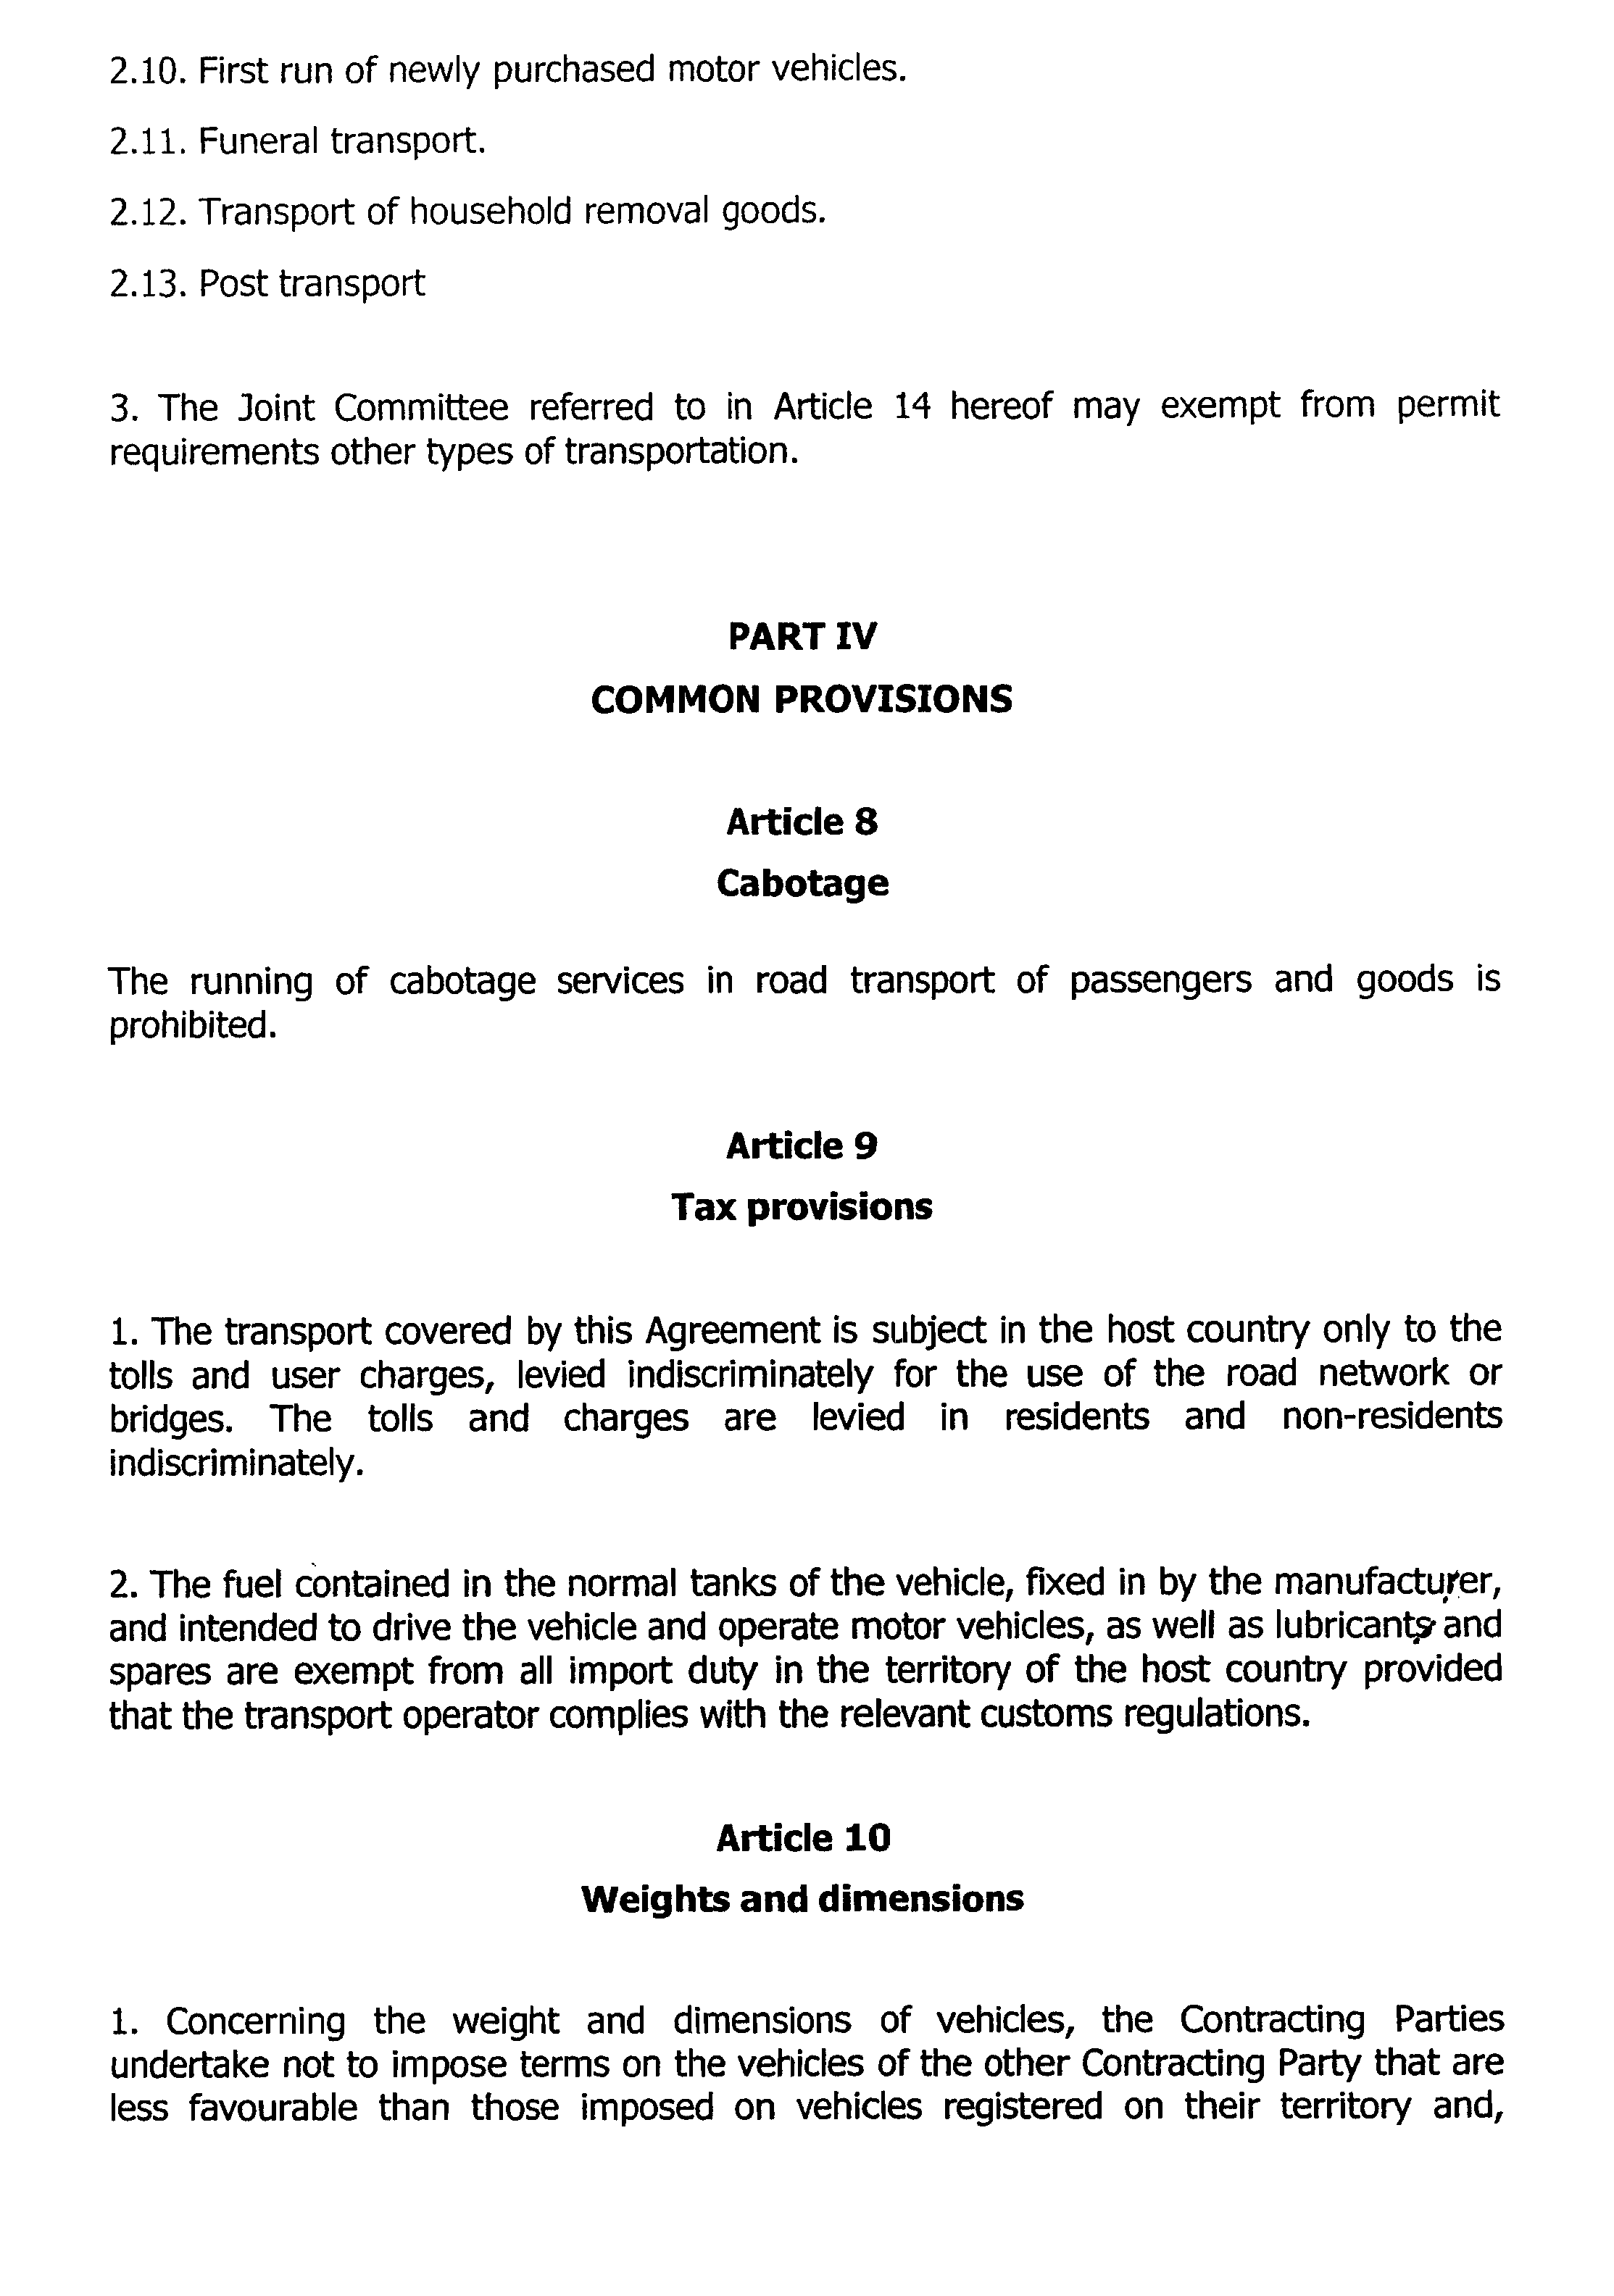 2.10. First run of newly purchased motor vehicles.
2.11. Funeral transport.
2.12. Transport of household removal goods.
2.13. Post transport
3. The Joint Committee referred to in Article 14 hereof may exempt from permit
requirements other types of transportation.
PART IV
COMMON PROVISIONS
Article 8
Cabotage
The running of cabotage services in road transport of passengers and goods is
prohibited.
Article 9
Tax provisions
1. The transport covered by this Agreement is subject in the host country only to the
tolls and user charges, levied indiscriminately for the use of the road network or
bridges. The tolls and charges are levied in residents and non-residents
indiscriminately.
2. The fuel contained in the normal tanks of the vehicle, fixed in by the manufacturer,
and intended to drive the vehicle and operate motor vehicles, as well as lubricants and
spares are exempt from all import duty in the territory of the host country provided
that the transport operator complies with the relevant customs regulations.
Article 10
Weights and dimensions
1. Concerning the weight and dimensions of vehicles, the Contracting Parties
undertake not to impose terms on the vehicles of the other Contracting Party that are
less favourable than those imposed on vehicles registered on their territory and,